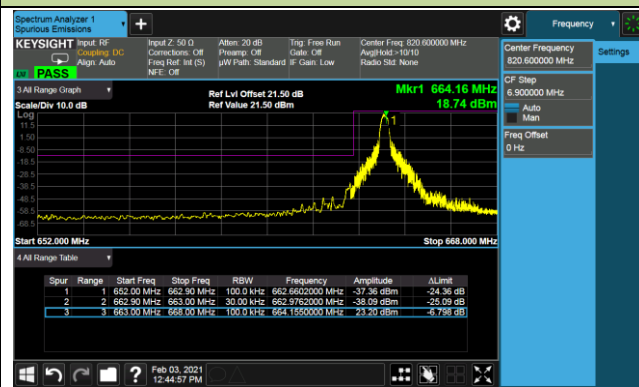 Spectrum Analyzer 1
Spurious Emissions
Frequency
KEYSIGHT
Input: RF
Coupling: DC
Align: Auto
Input Z: 50 Ω
Corrections: Off
Freq Ref: Int (S)
NFE: Off
Atten: 20 dB
Preamp: Off
µW Path: Standard
Trig: Free Run
Gate: Off
IF Gain: Low
Center Freq: 820.600000 MHz
Avg|Hold:>10/10
Radio Std: None
PASS
Center Frequency
820.600000 MHz
Settings
CF Step
6.900000 MHz
Auto
Man
Freq Offset
0 Hz
3 All Range Graph
Ref Lvl Offset 21.50 dB
Mkr1 664.16 MHz
Scale/Div 10.0 dB
Ref Value 21.50 dBm
18.74 dBm
Log
11.5
1.50
-8.50
-18.5
-28.5
-38.5
-48.5
-58.5
-68.5
1
Start 652.000 MHz
Stop 668.000 MHz
4 All Range Table
Spur Range Start Freq Stop Freq RBW Frequency Amplitude ΔLimit
1 1 652.00 MHz 662.90 MHz 100.0 kHz 662.6602000 MHz -37.36 dBm -24.36 dB
2 2 662.90 MHz 663.00 MHz 30.00 kHz 662.9762000 MHz -38.09 dBm -25.09 dB
3 3 663.00 MHz 668.00 MHz 100.0 kHz 664.1550000 MHz 23.20 dBm -6.798 dB
Feb 03, 2021
12:44:57 PM